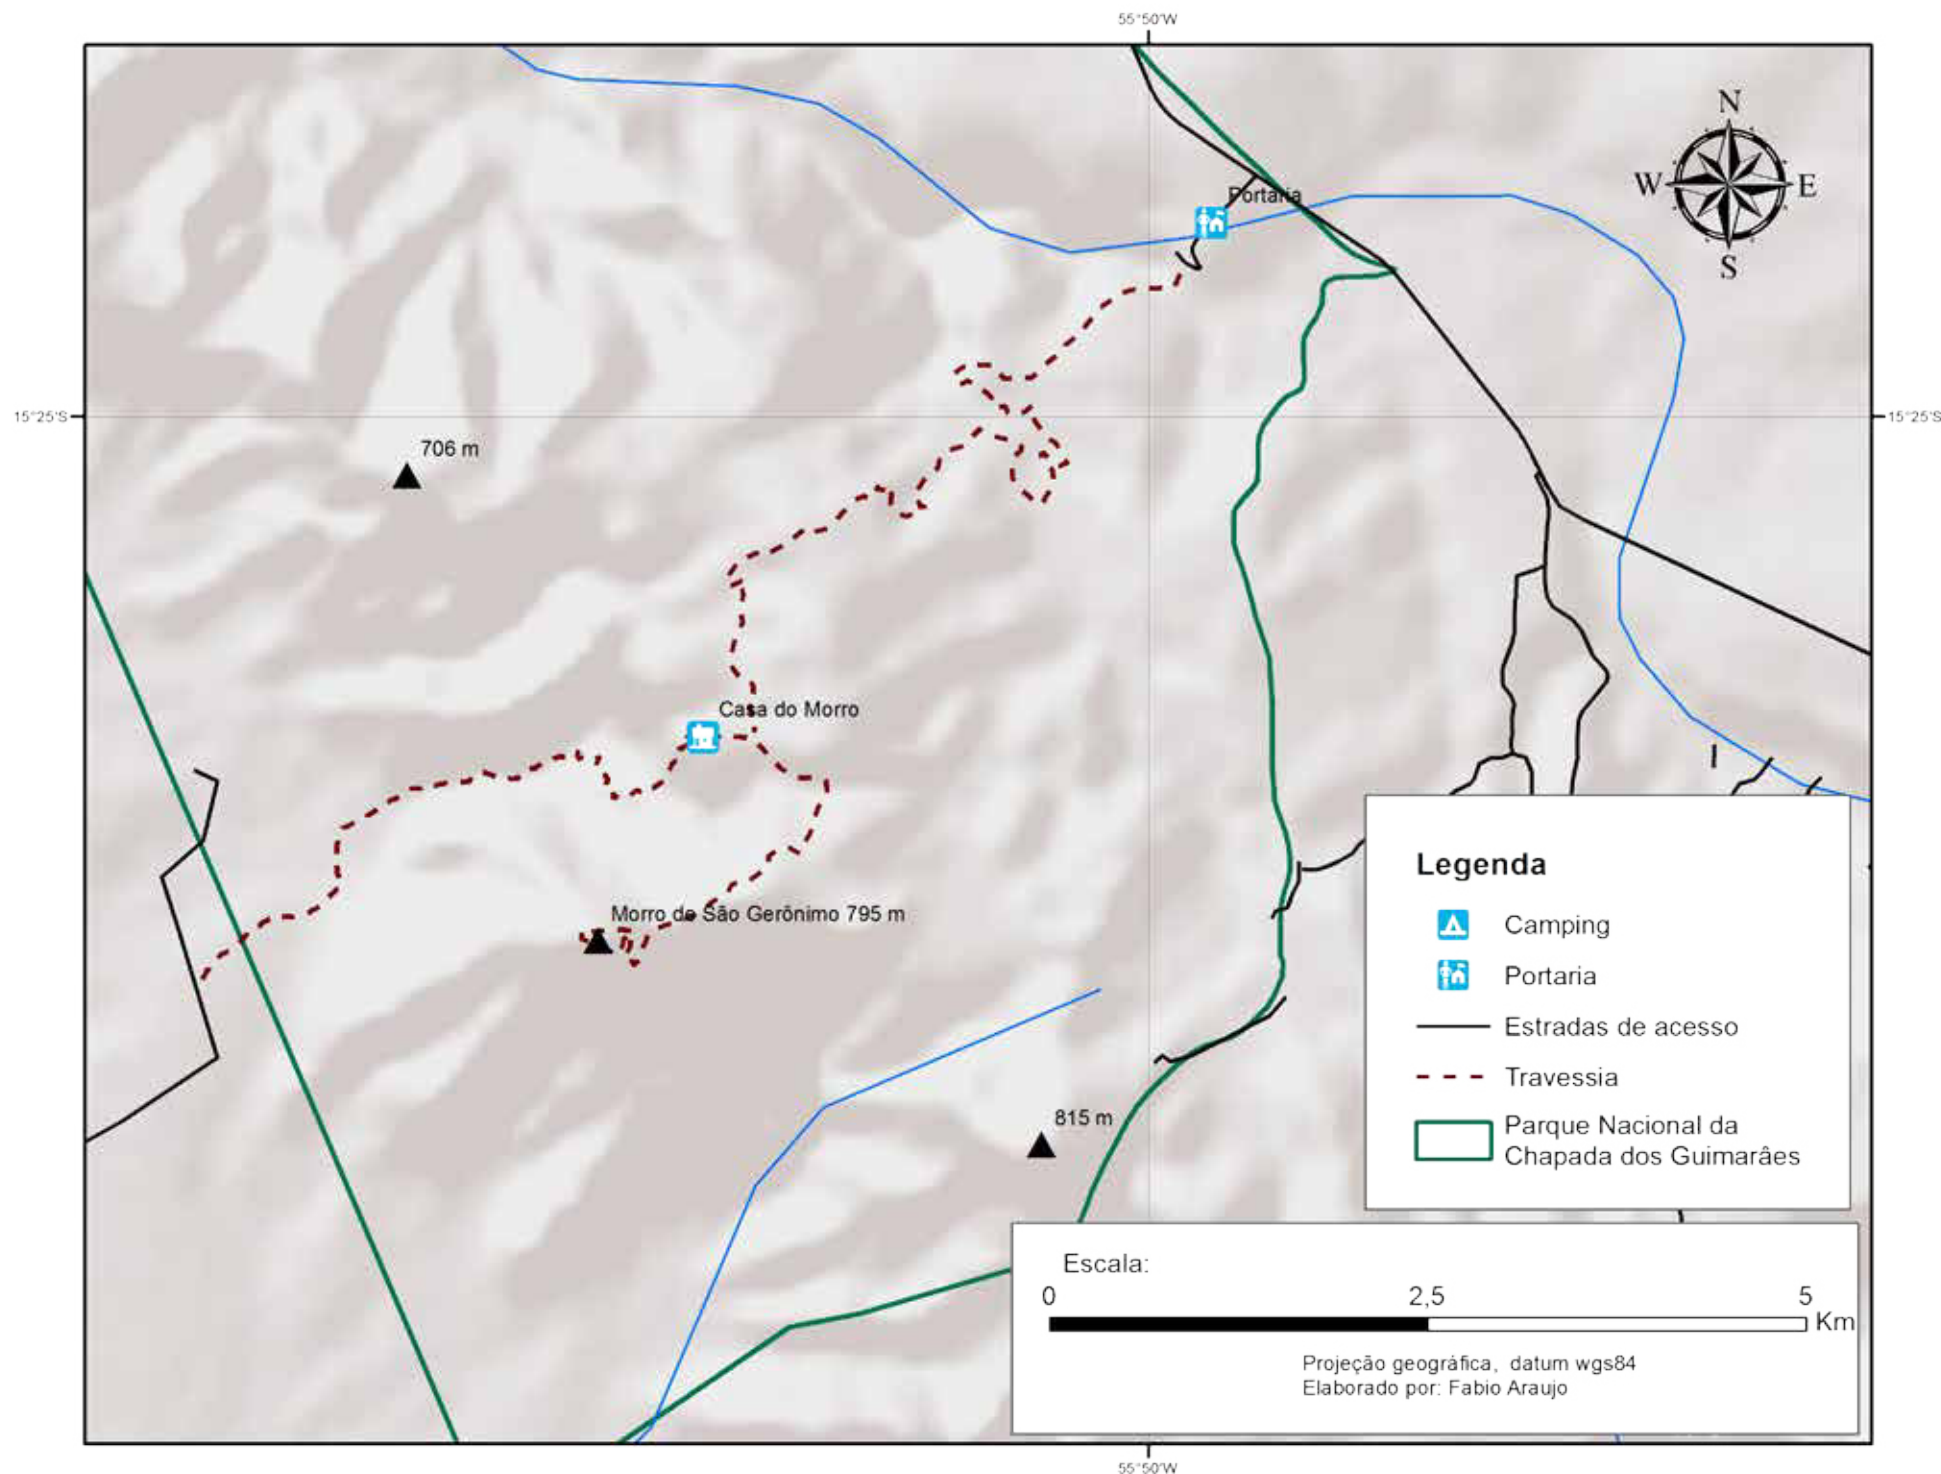 55°50'W
N
W E
S
Portaria
15°25'S
15°25'S
706 m
Casa do Morro
Morro de São Gerônimo 795 m
815 m
Legenda
Camping
Portaria
Estradas de acesso
Travessia
Parque Nacional da
Chapada dos Guimarâes
Escala:
0 2,5 5
Km
Projeção geográfica, datum wgs84
Elaborado por: Fabio Araujo
55°50'W